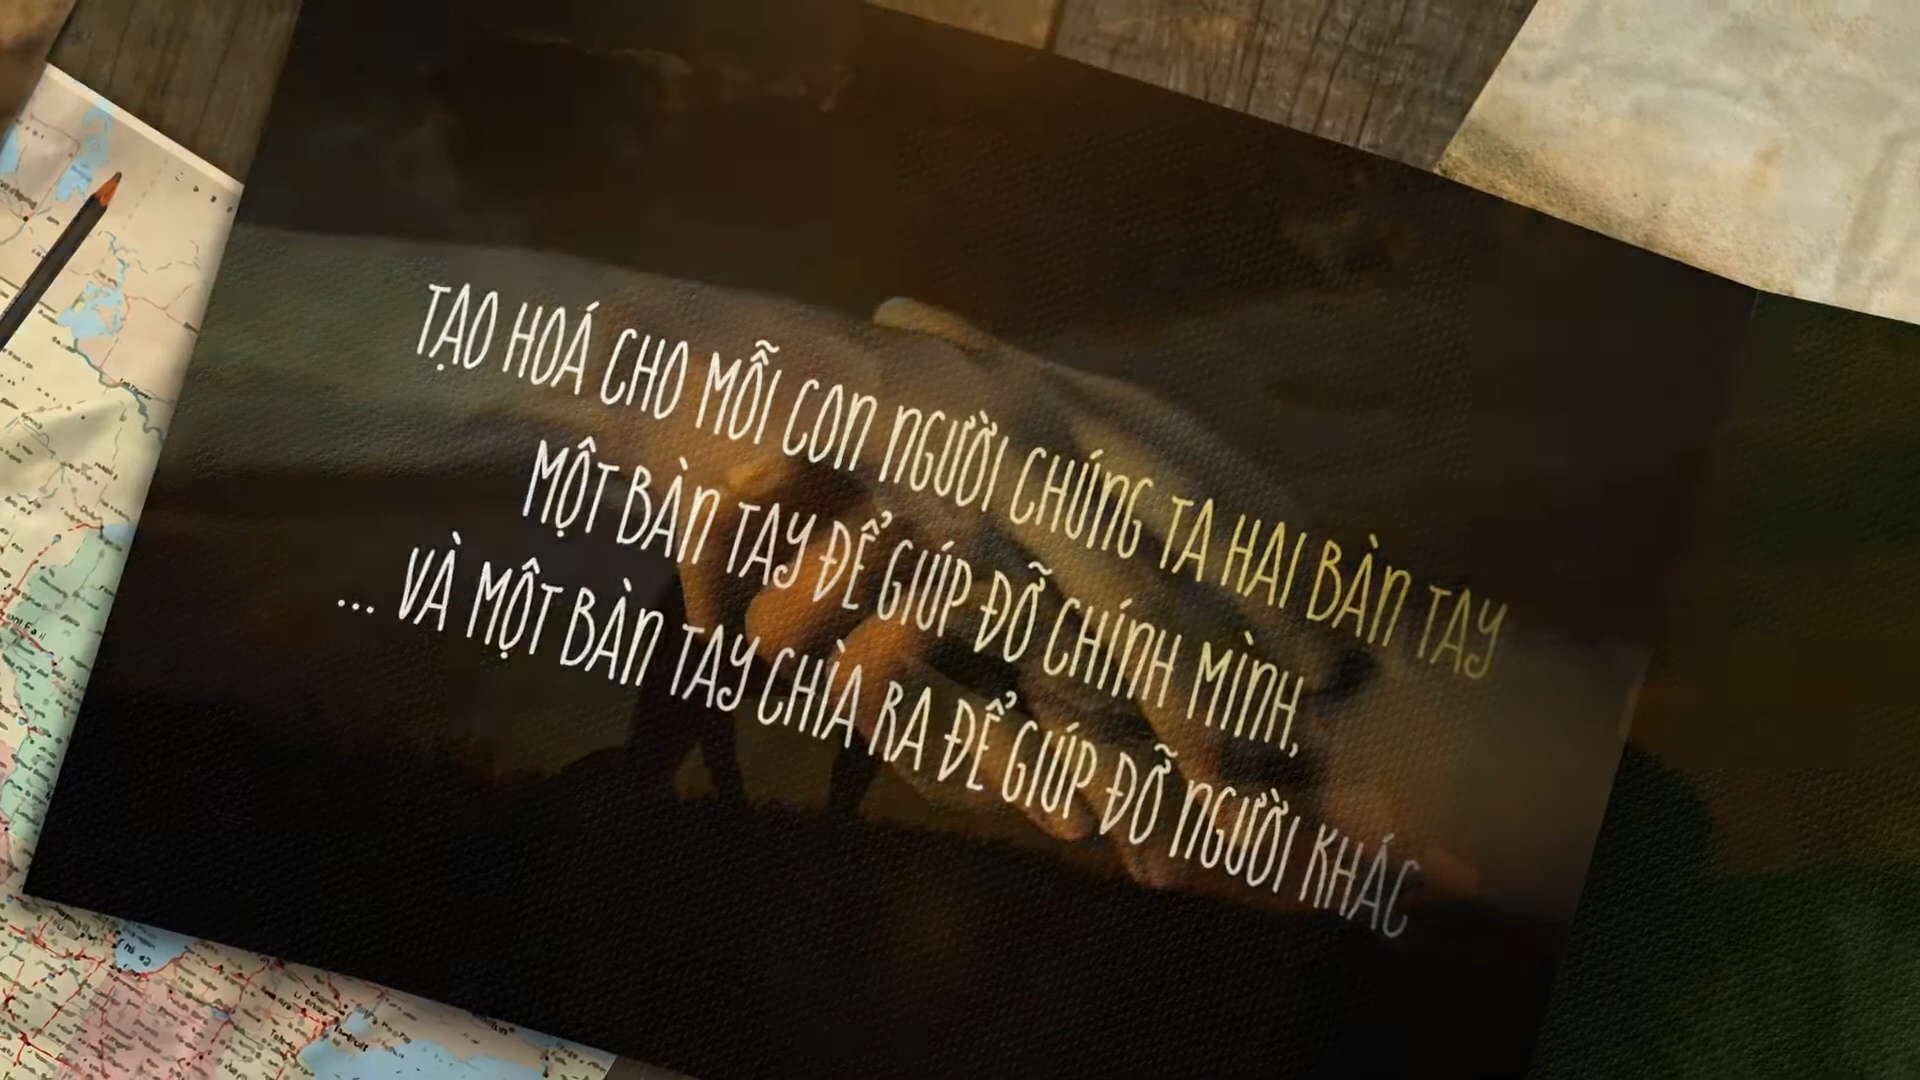 TẠO HOÁ CHO MỖI CON NGƯỜI CHÚNG TA HAI BÀN TAY
MỘT BÀN TAY ĐỂ GIÚP ĐỠ CHÍNH MÌNH,
... VÀ MỘT BÀN TAY CHÌA RA ĐỂ GIÚP ĐỠ NGƯỜI KHÁC